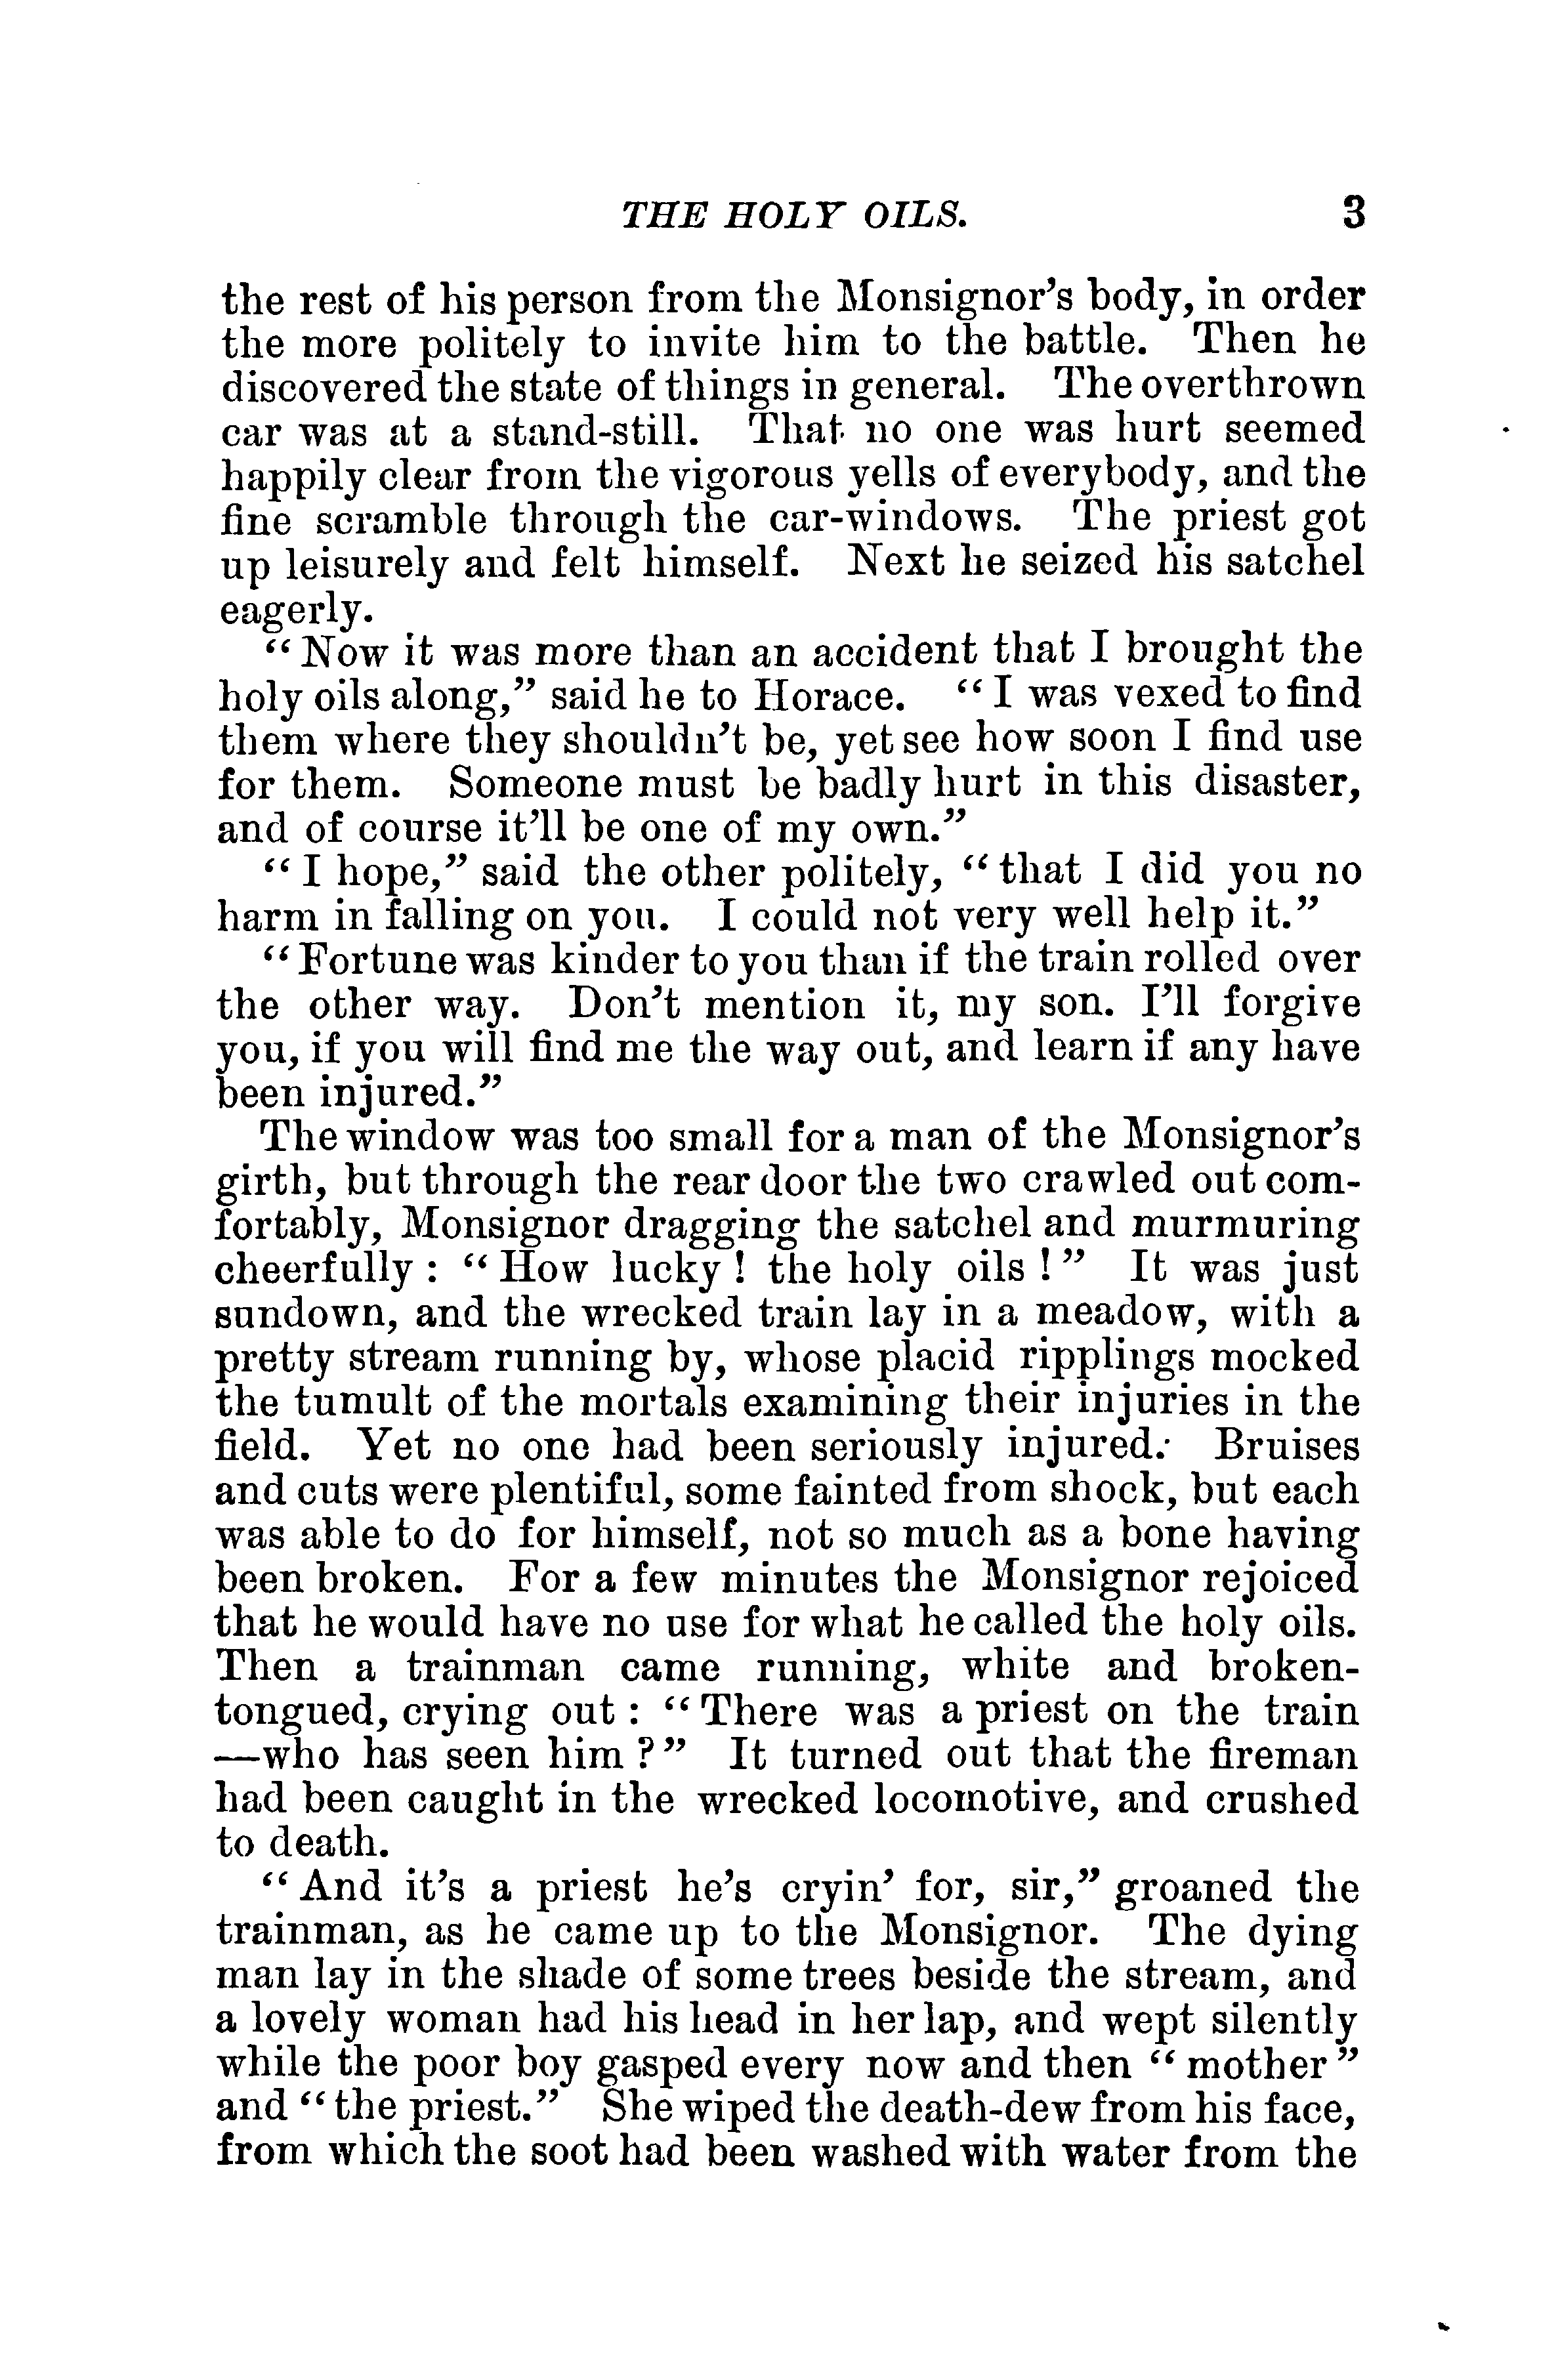 THE HOLY OILS. 3
the rest of his person from the Monsignor's body, in order
the more politely to invite him to the battle. Then he
discovered the state of things in general. The overthrown
car was at a stand-still. That no one was hurt seemed
happily clear from the vigorous yells of everybody, and the
fine scramble through the car-windows. The priest got
up leisurely and felt himself. Next he seized his satchel
eagerly.
“Now it was more than an accident that I brought the
holy oils along,” said he to Horace. “I was vexed to find
them where they shouldn't be, yet see how soon I find use
for them. Someone must be badly hurt in this disaster,
and of course it'll be one of my own.”
“I hope,” said the other politely, “that I did you no
harm in falling on you. I could not very well help it.”
“Fortune was kinder to you than if the train rolled over
the other way. Don't mention it, my son. I'll forgive
you, if you will find me the way out, and learn if any have
been injured.”
The window was too small for a man of the Monsignor's
girth, but through the rear door the two crawled out com-
fortably, Monsignor dragging the satchel and murmuring
cheerfully: “How lucky! the holy oils!” It was just
sundown, and the wrecked train lay in a meadow, with a
pretty stream running by, whose placid ripplings mocked
the tumult of the mortals examining their injuries in the
field. Yet no one had been seriously injured. Bruises
and cuts were plentiful, some fainted from shock, but each
was able to do for himself, not so much as a bone having
been broken. For a few minutes the Monsignor rejoiced
that he would have no use for what he called the holy oils.
Then a trainman came running, white and broken-
tongued, crying out: “There was a priest on the train
—who has seen him?” It turned out that the fireman
had been caught in the wrecked locomotive, and crushed
to death.
“And it's a priest he's cryin' for, sir,” groaned the
trainman, as he came up to the Monsignor. The dying
man lay in the shade of some trees beside the stream, and
a lovely woman had his head in her lap, and wept silently
while the poor boy gasped every now and then “mother”
and “the priest.” She wiped the death-dew from his face,
from which the soot had been washed with water from the